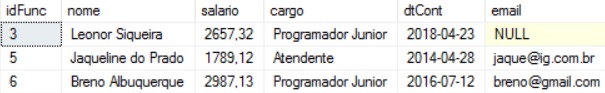 idFunc nome salario cargo dtCont email
3 Leonor Siqueira 2657,32 Programador Junior 2018-04-23 NULL
5 Jaqueline do Prado 1789,12 Atendente 2014-04-28 jaque@ig.com.br
6 Breno Albuquerque 2987,13 Programador Junior 2016-07-12 breno@gmail.com